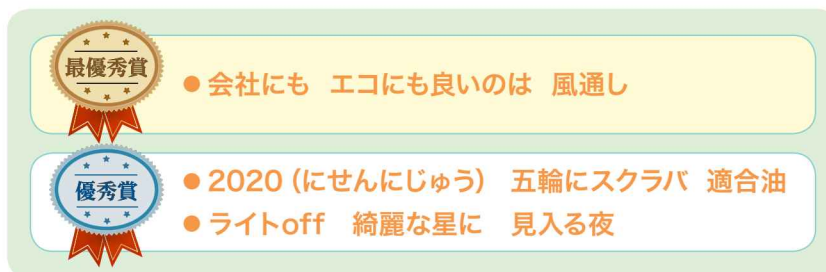 最優秀賞
● 会社にも エコにも良いのは 風通し
優秀賞
● 2020（にせんにじゅう） 五輪にスクラバ 適合油
● ライトoff 綺麗な星に 見入る夜